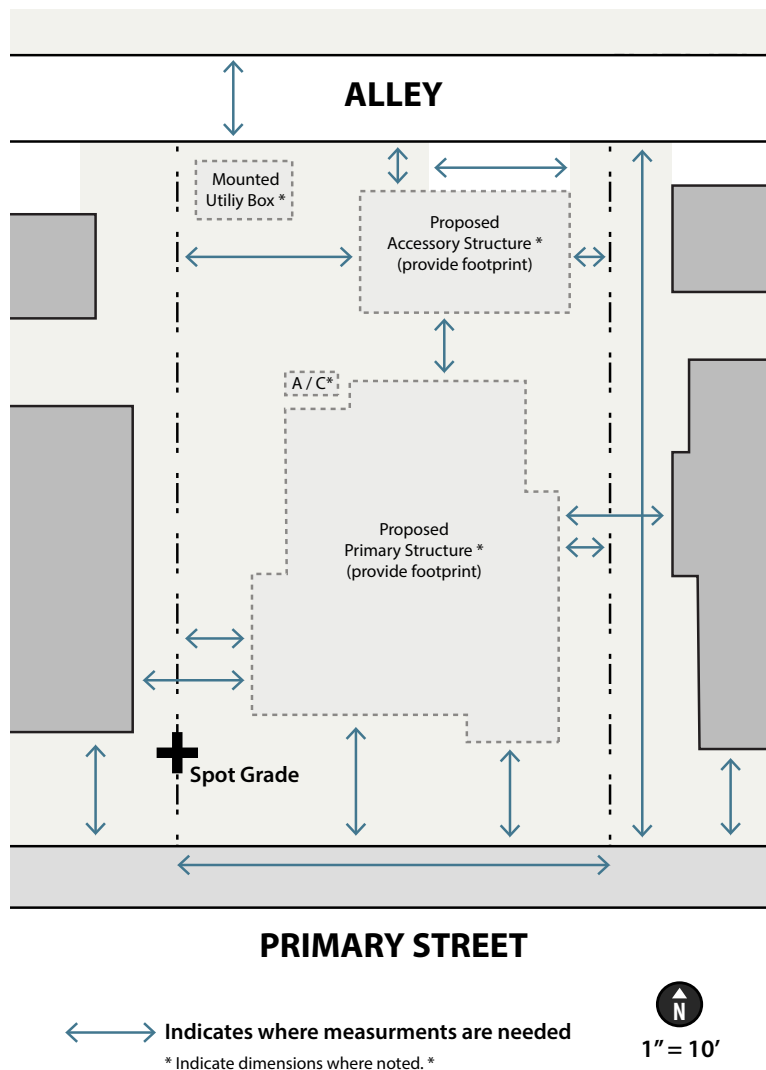 ALLEY
Mounted
Utiliy Box *
Proposed
Accessory Structure *
(provide footprint)
A / C*
Proposed
Primary Structure *
(provide footprint)
Spot Grade
PRIMARY STREET
N
Indicates where measurments are needed
1” = 10’
* Indicate dimensions where noted. *